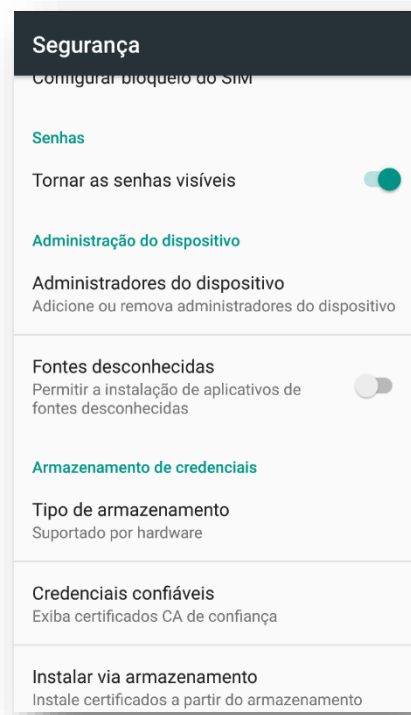 Segurança
Configurar bloqueio do SIM
Senhas
Tornar as senhas visíveis
Administração do dispositivo
Administradores do dispositivo
Adicione ou remova administradores do dispositivo
Fontes desconhecidas
Permitir a instalação de aplicativos de
fontes desconhecidas
Armazenamento de credenciais
Tipo de armazenamento
Suportado por hardware
Credenciais confiáveis
Exiba certificados CA de confiança
Instalar via armazenamento
Instale certificados a partir do armazenamento